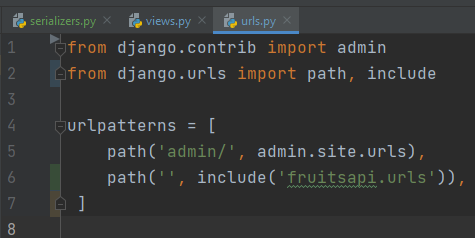 serializers.py views.py urls.py
1 from django.contrib import admin
2 from django.urls import path, include
3
4 urlpatterns = [
5     path('admin/', admin.site.urls),
6     path('', include('fruitsapi.urls')),
7  ]
8